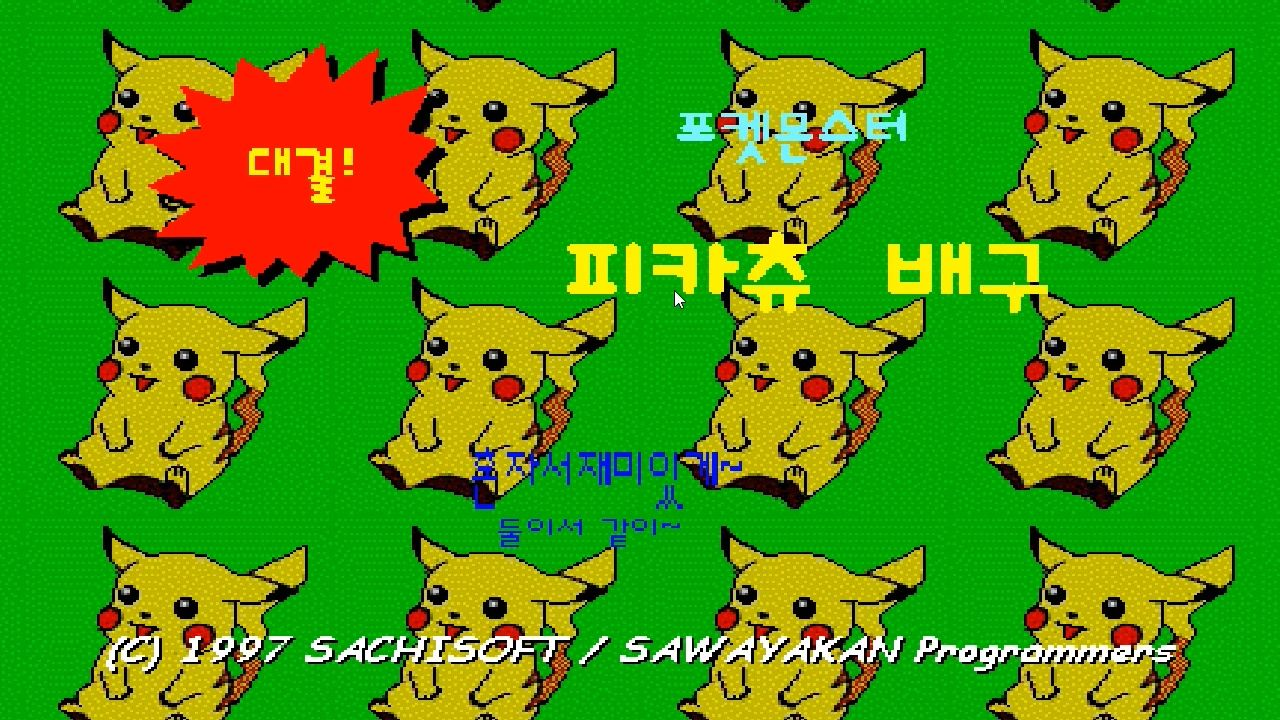 대결!
포켓몬스터
피카츄 배구
혼자서재미있게~
둘이서 같이~
(C) 1997 SACHISOFT / SAWAYAKAN Programmers